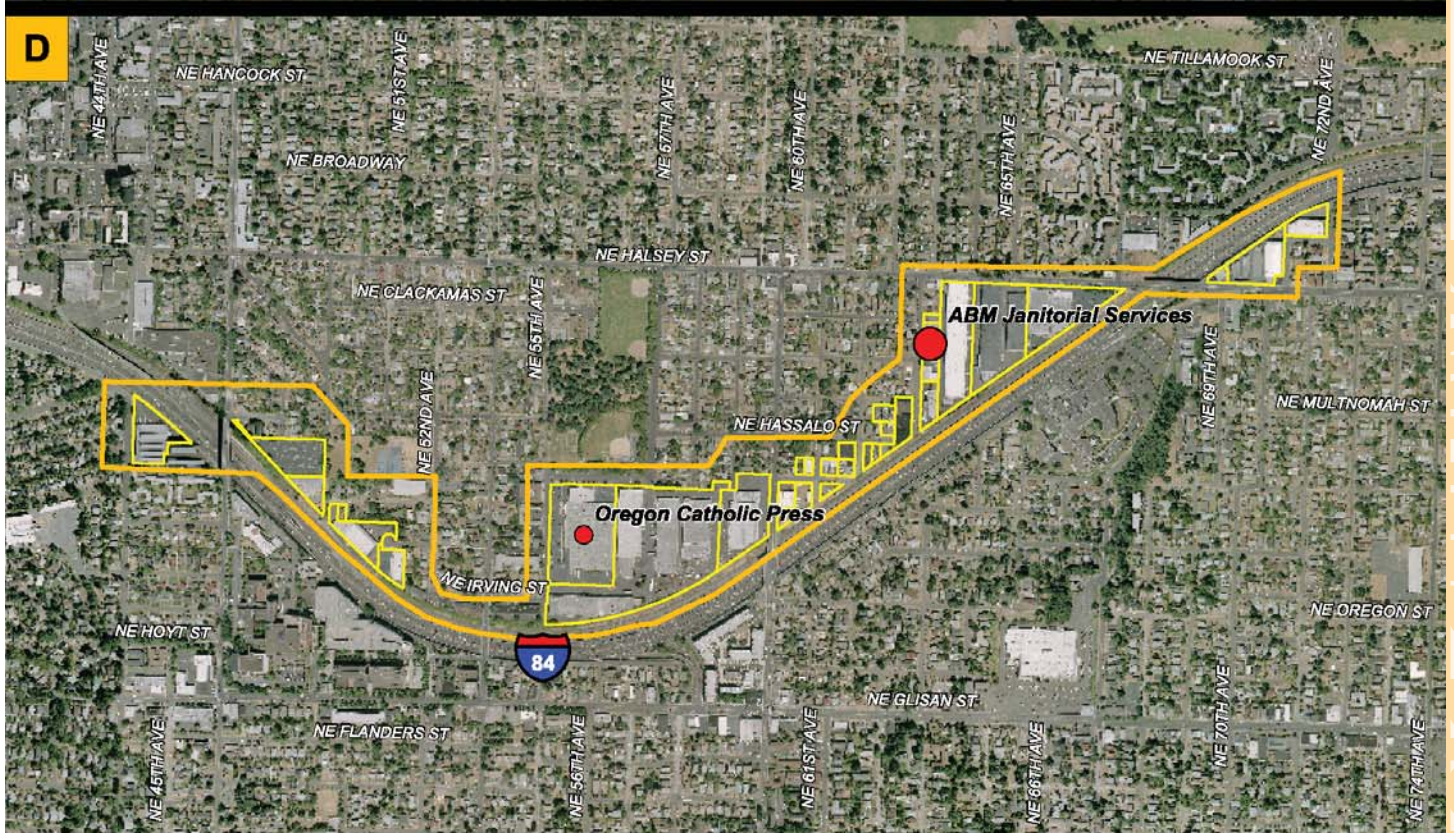 D
NE TILLAMOOK ST
NE HANCOCK ST
NE 44TH AVE
NE 51ST AVE
NE 57TH AVE
NE 60TH AVE
NE 65TH AVE
NE 72ND AVE
NE BROADWAY
NE HALSEY ST
NE CLACKAMAS ST
NE 55TH AVE
ABM Janitorial Services
NE 69TH AVE
NE MULTNOMAH ST
NE 52ND AVE
NE HASSALO ST
Oregon Catholic Press
NE IRVING ST
NE OREGON ST
NE HOYT ST
84
NE GLISAN ST
NE FLANDERS ST
NE 45TH AVE
NE 56TH AVE
NE 61ST AVE
NE 66TH AVE
NE 70TH AVE
NE 74TH AVE